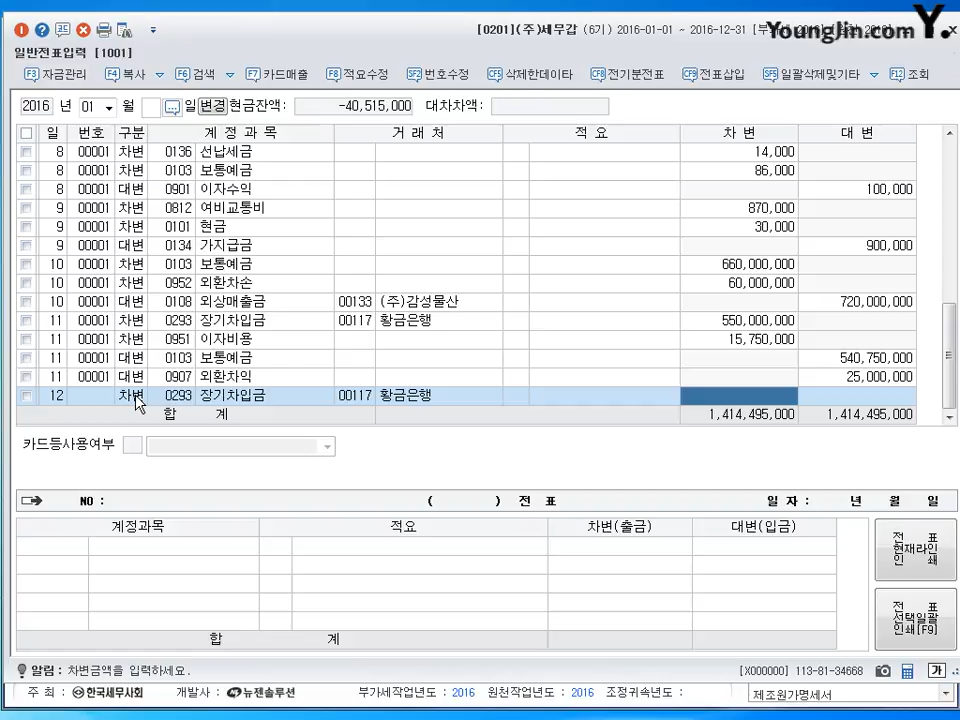 [0201](주)세무갑 (6기) 2016-01-01 ~ 2016-12-31
Younglin.com Y.
일반전표입력 [1001]
F3 자금관리 F4 복사 F6 검색 F7 카드매출 F8 적요수정 SF2 번호수정 CF5 삭제한데이타 CF8 전기분전표 CF9 전표삽입 SF5 일괄삭제및기타 F12 조회
2016 년 01 월 ... 일 변경 현금잔액: -40,515,000 대차차액:
일 번호 구분 계정과목 거래처 적요 차변 대변
8 00001 차변 0136 선납세금 14,000
8 00001 차변 0103 보통예금 86,000
8 00001 대변 0901 이자수익 100,000
9 00001 차변 0812 여비교통비 870,000
9 00001 차변 0101 현금 30,000
9 00001 대변 0134 가지급금 900,000
10 00001 차변 0103 보통예금 660,000,000
10 00001 차변 0952 외환차손 60,000,000
10 00001 대변 0108 외상매출금 00133 (주)감성물산 720,000,000
11 00001 차변 0293 장기차입금 00117 황금은행 550,000,000
11 00001 차변 0951 이자비용 15,750,000
11 00001 대변 0103 보통예금 540,750,000
11 00001 대변 0907 외환차익 25,000,000
12 차변 0293 장기차입금 00117 황금은행
합 계 1,414,495,000 1,414,495,000
카드등사용여부
NO : ( ) 전 표 일 자 : 년 월 일
계정과목 적요 차변(출금) 대변(입금)
전 표
현재라인
인 쇄
전 표
선택일괄
인쇄[F9]
합 계
알림 : 차변금액을 입력하세요. [X000000] 113-81-34668 가
주 최 : 한국세무사회 개발사 : 뉴젠솔루션 부가세작업년도 : 2016 원천작업년도 : 2016 조정귀속년도 : 제조원가명세서